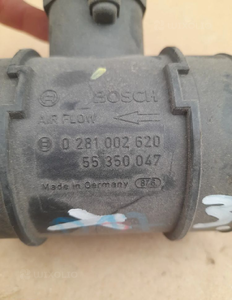 BOSCH
AIR FLOW
0 281 002 620
55 350 047
Made in Germany